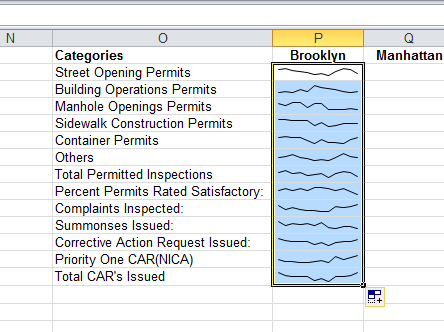 N O P Q
Categories Brooklyn Manhattan
Street Opening Permits
Building Operations Permits
Manhole Openings Permits
Sidewalk Construction Permits
Container Permits
Others
Total Permitted Inspections
Percent Permits Rated Satisfactory:
Complaints Inspected:
Summonses Issued:
Corrective Action Request Issued:
Priority One CAR(NICA)
Total CAR's Issued